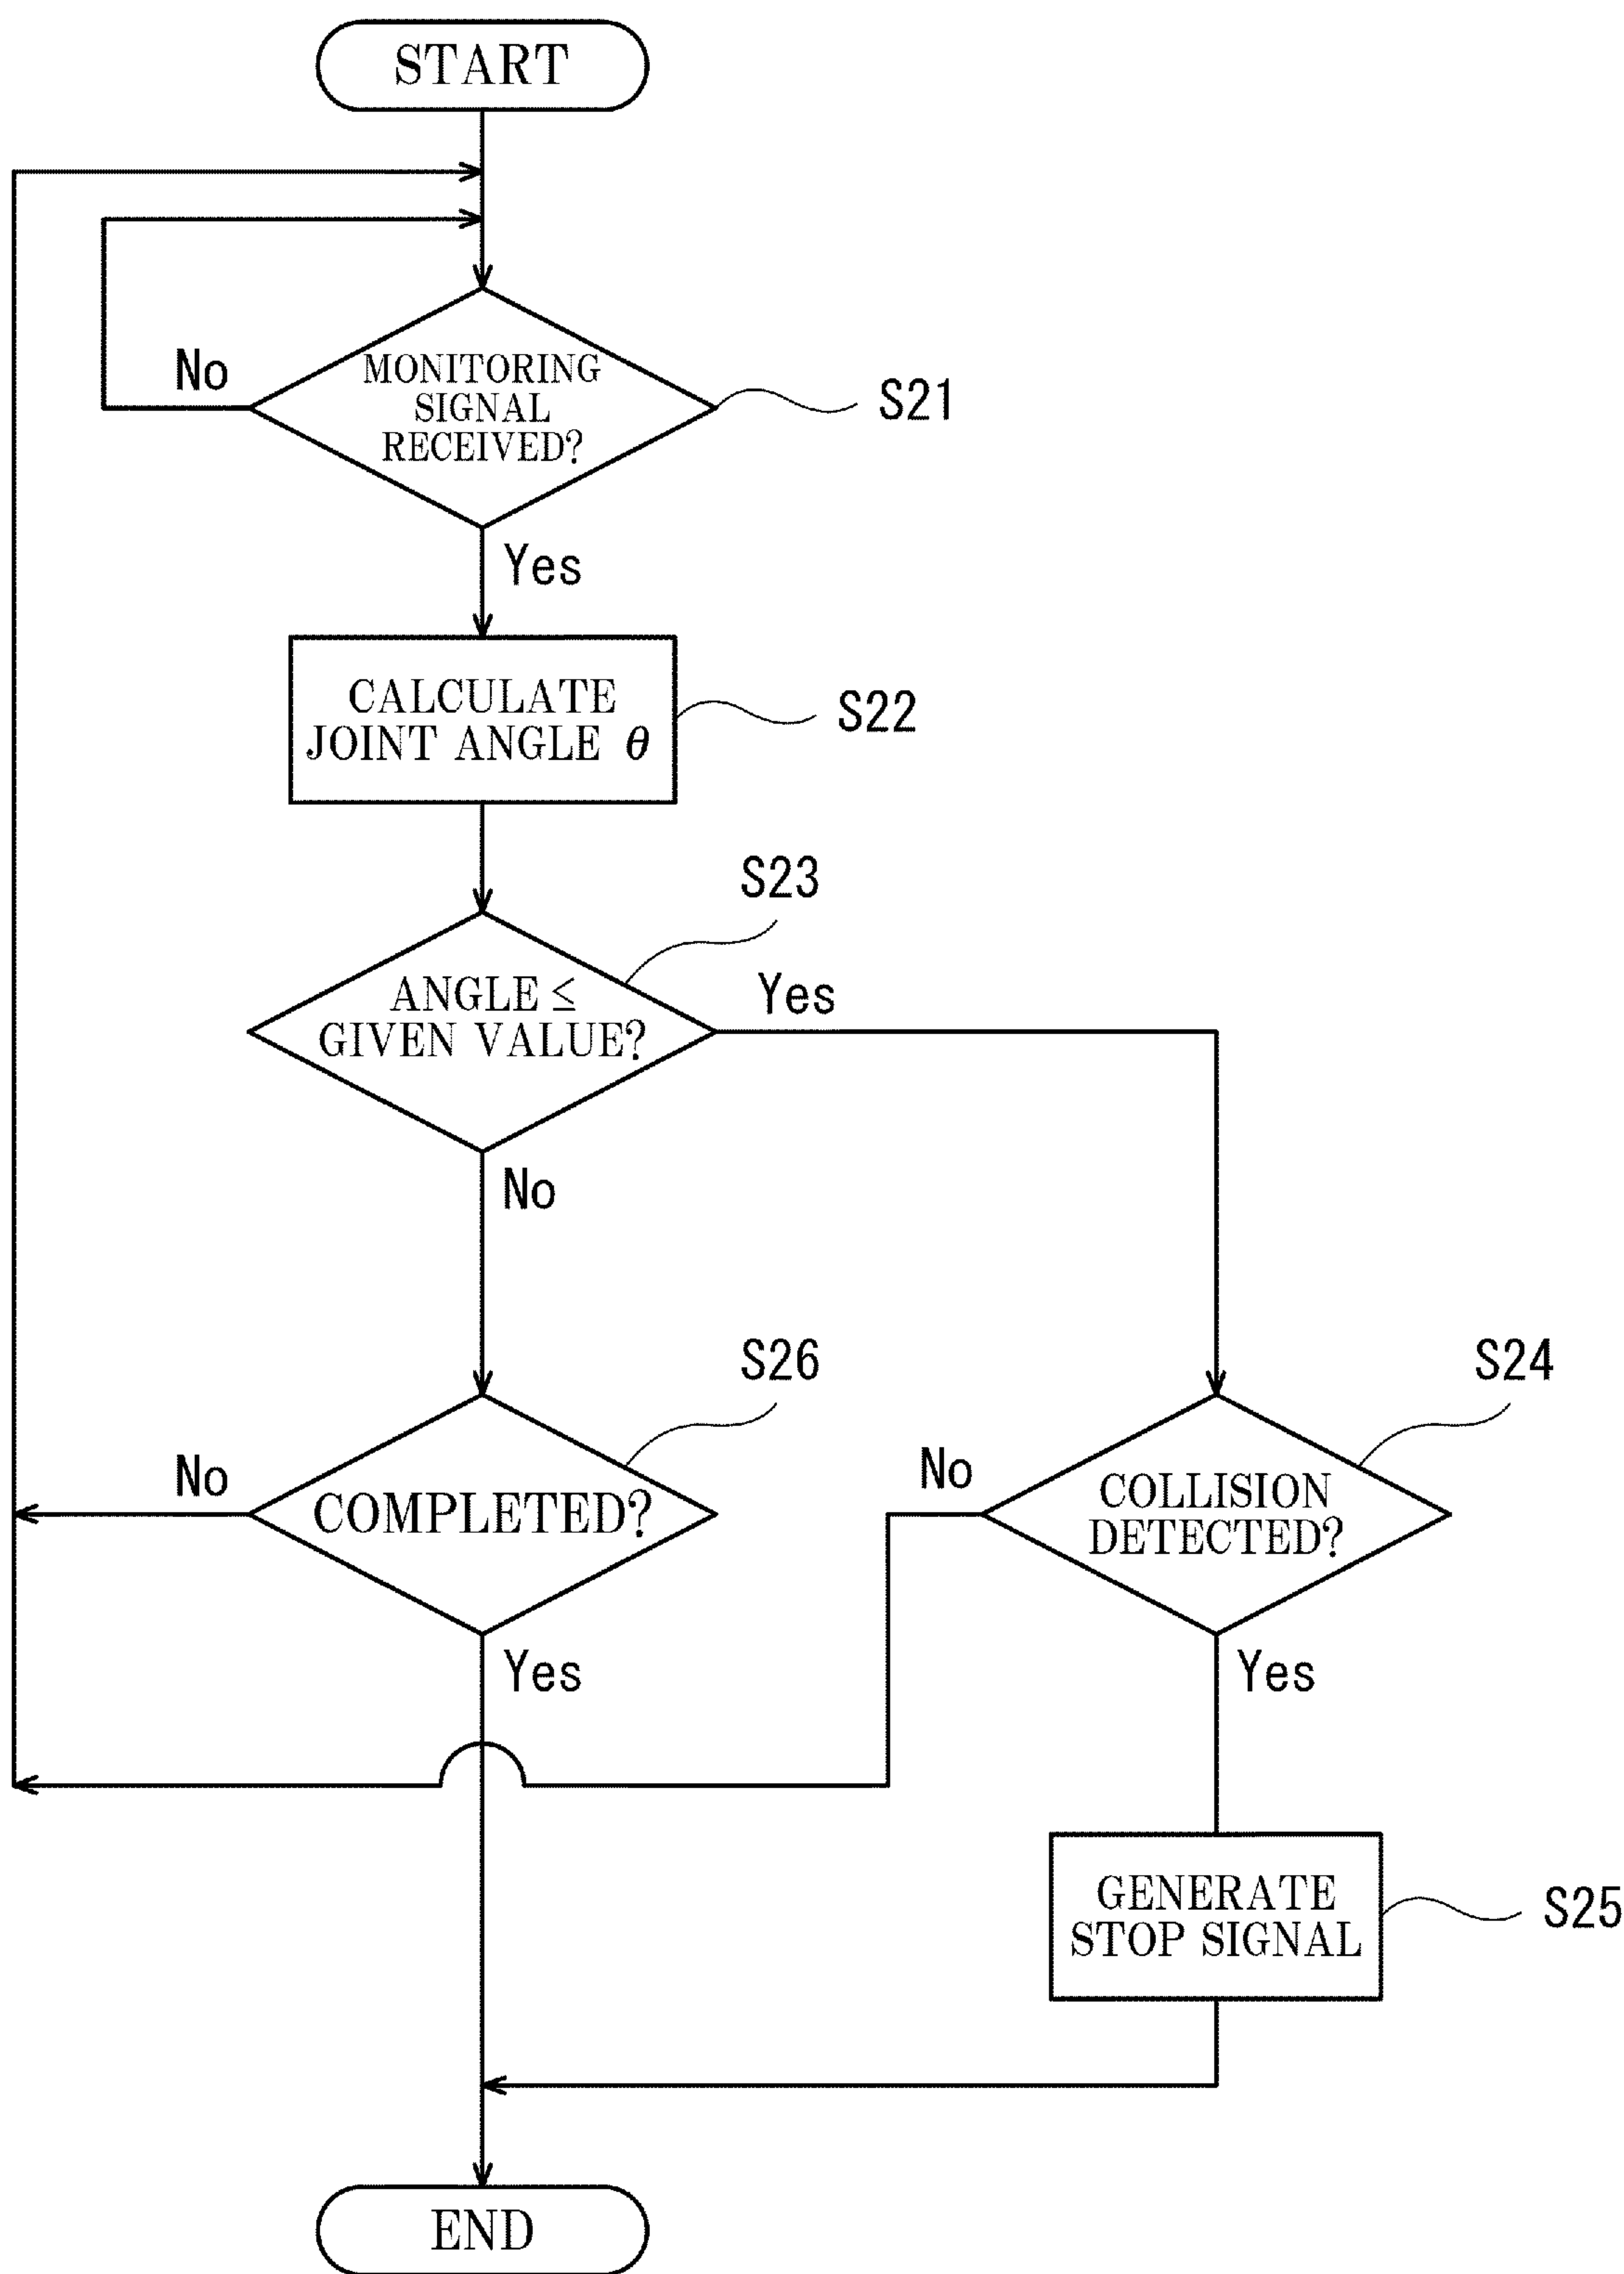 START
No
MONITORING
SIGNAL
RECEIVED?
S21
Yes
CALCULATE
JOINT ANGLE θ
S22
S23
ANGLE ≤
GIVEN VALUE?
Yes
No
S26
S24
No
COMPLETED?
No
COLLISION
DETECTED?
Yes
Yes
GENERATE
STOP SIGNAL
S25
END